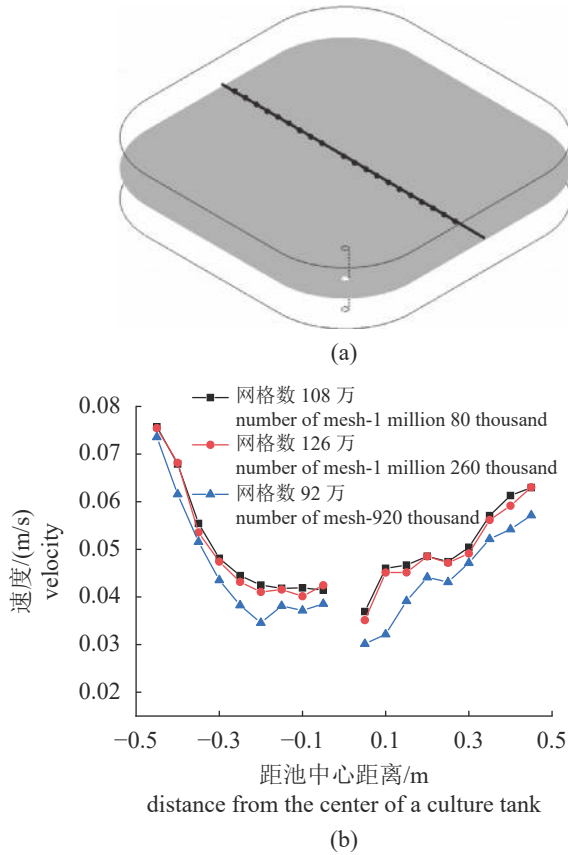 (a)
网格数 108 万
number of mesh-1 million 80 thousand
网格数 126 万
number of mesh-1 million 260 thousand
网格数 92 万
number of mesh-920 thousand
0.08
0.07
0.06
0.05
0.04
0.03
0.02
速度/(m/s)
velocity
−0.5 −0.3 −0.1 0.1 0.3 0.5
距池中心距离/m
distance from the center of a culture tank
(b)